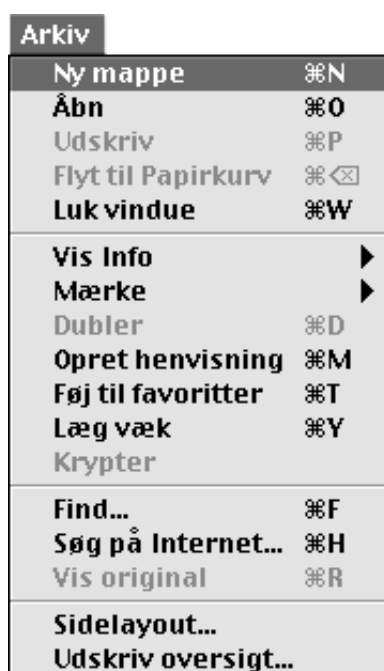 Arkiv
Ny mappe ⌘N
Åbn ⌘O
Udskriv ⌘P
Flyt til Papirkurv ⌘⌫
Luk vindue ⌘W
Vis Info ▶
Mærke ▶
Dubler ⌘D
Opret henvisning ⌘M
Føj til favoritter ⌘T
Læg væk ⌘Y
Krypter
Find... ⌘F
Søg på Internet... ⌘H
Vis original ⌘R
Sidelayout...
Udskriv oversigt...